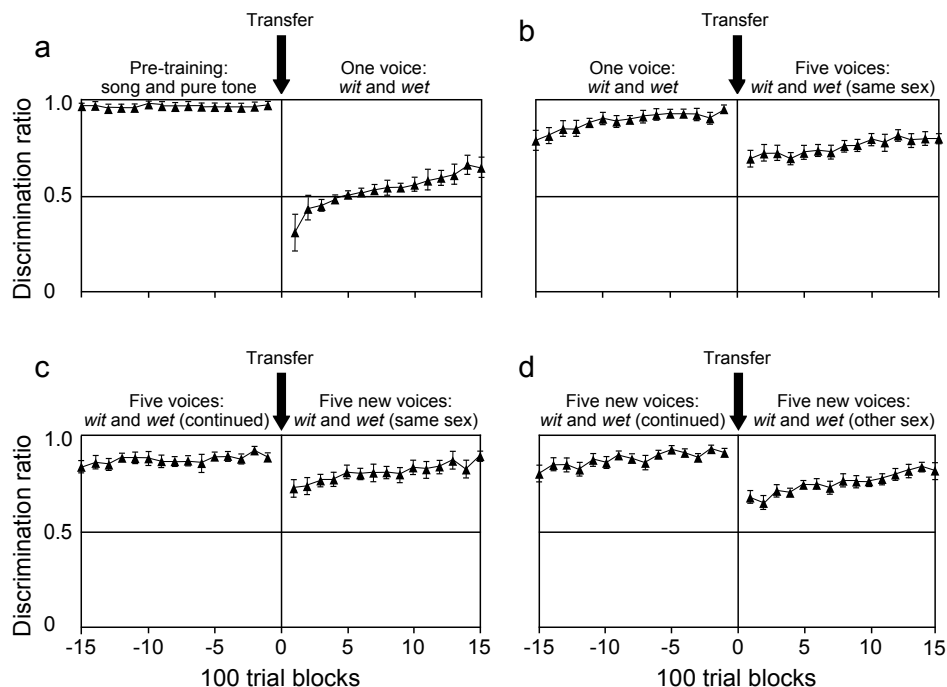 Transfer
a
Pre-training:
song and pure tone
One voice:
wit and wet
Discrimination ratio
1.0
0.5
0
Transfer
b
One voice:
wit and wet
Five voices:
wit and wet (same sex)
Transfer
c
Five voices:
wit and wet (continued)
Five new voices:
wit and wet (same sex)
Discrimination ratio
1.0
0.5
0
-15 -10 -5 0 5 10 15
100 trial blocks
Transfer
d
Five new voices:
wit and wet (continued)
Five new voices:
wit and wet (other sex)
-15 -10 -5 0 5 10 15
100 trial blocks